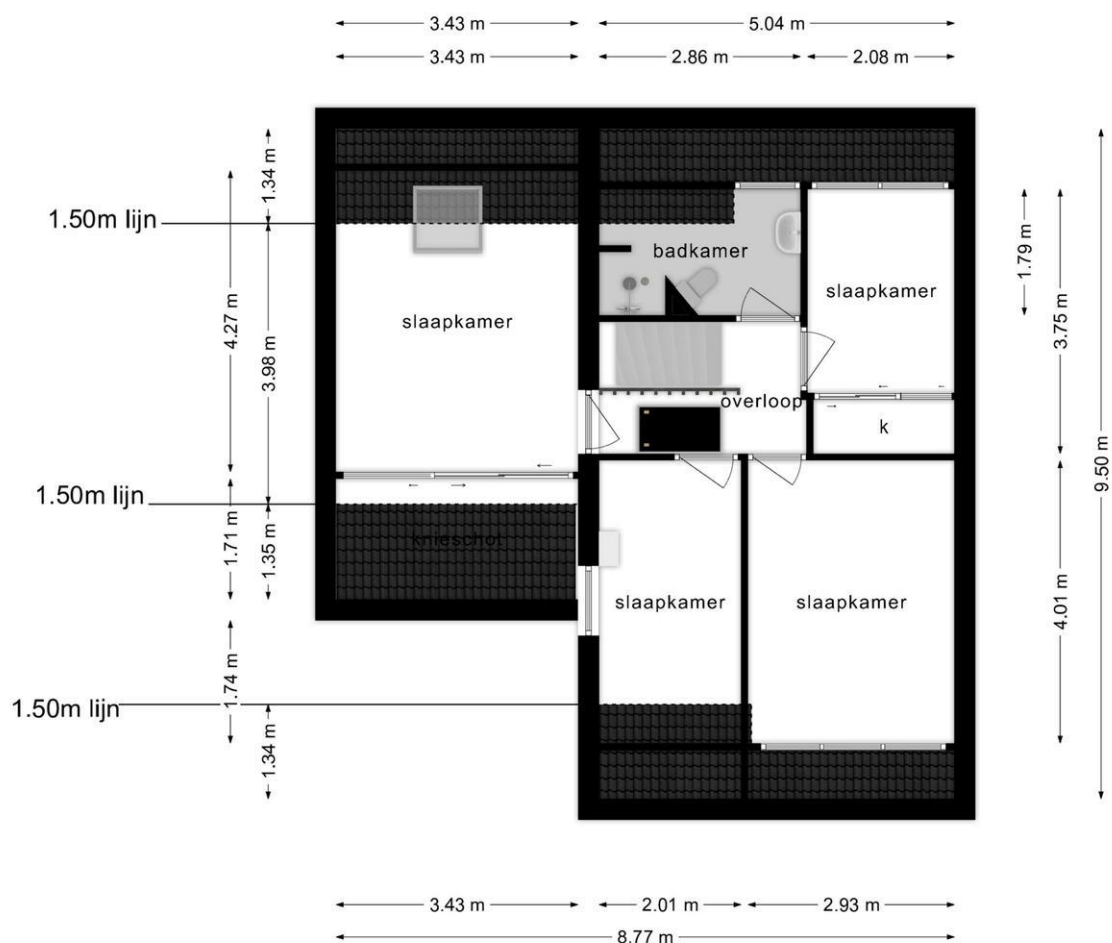 3.43 m
5.04 m
3.43 m
2.86 m
2.08 m
1.34 m
1.50m lijn
4.27 m
3.98 m
slaapkamer
badkamer
slaapkamer
1.79 m
3.75 m
overloop
k
9.50 m
1.50m lijn
1.71 m
1.35 m
knieschot
slaapkamer
slaapkamer
4.01 m
1.74 m
1.50m lijn
1.34 m
3.43 m
2.01 m
2.93 m
8.77 m